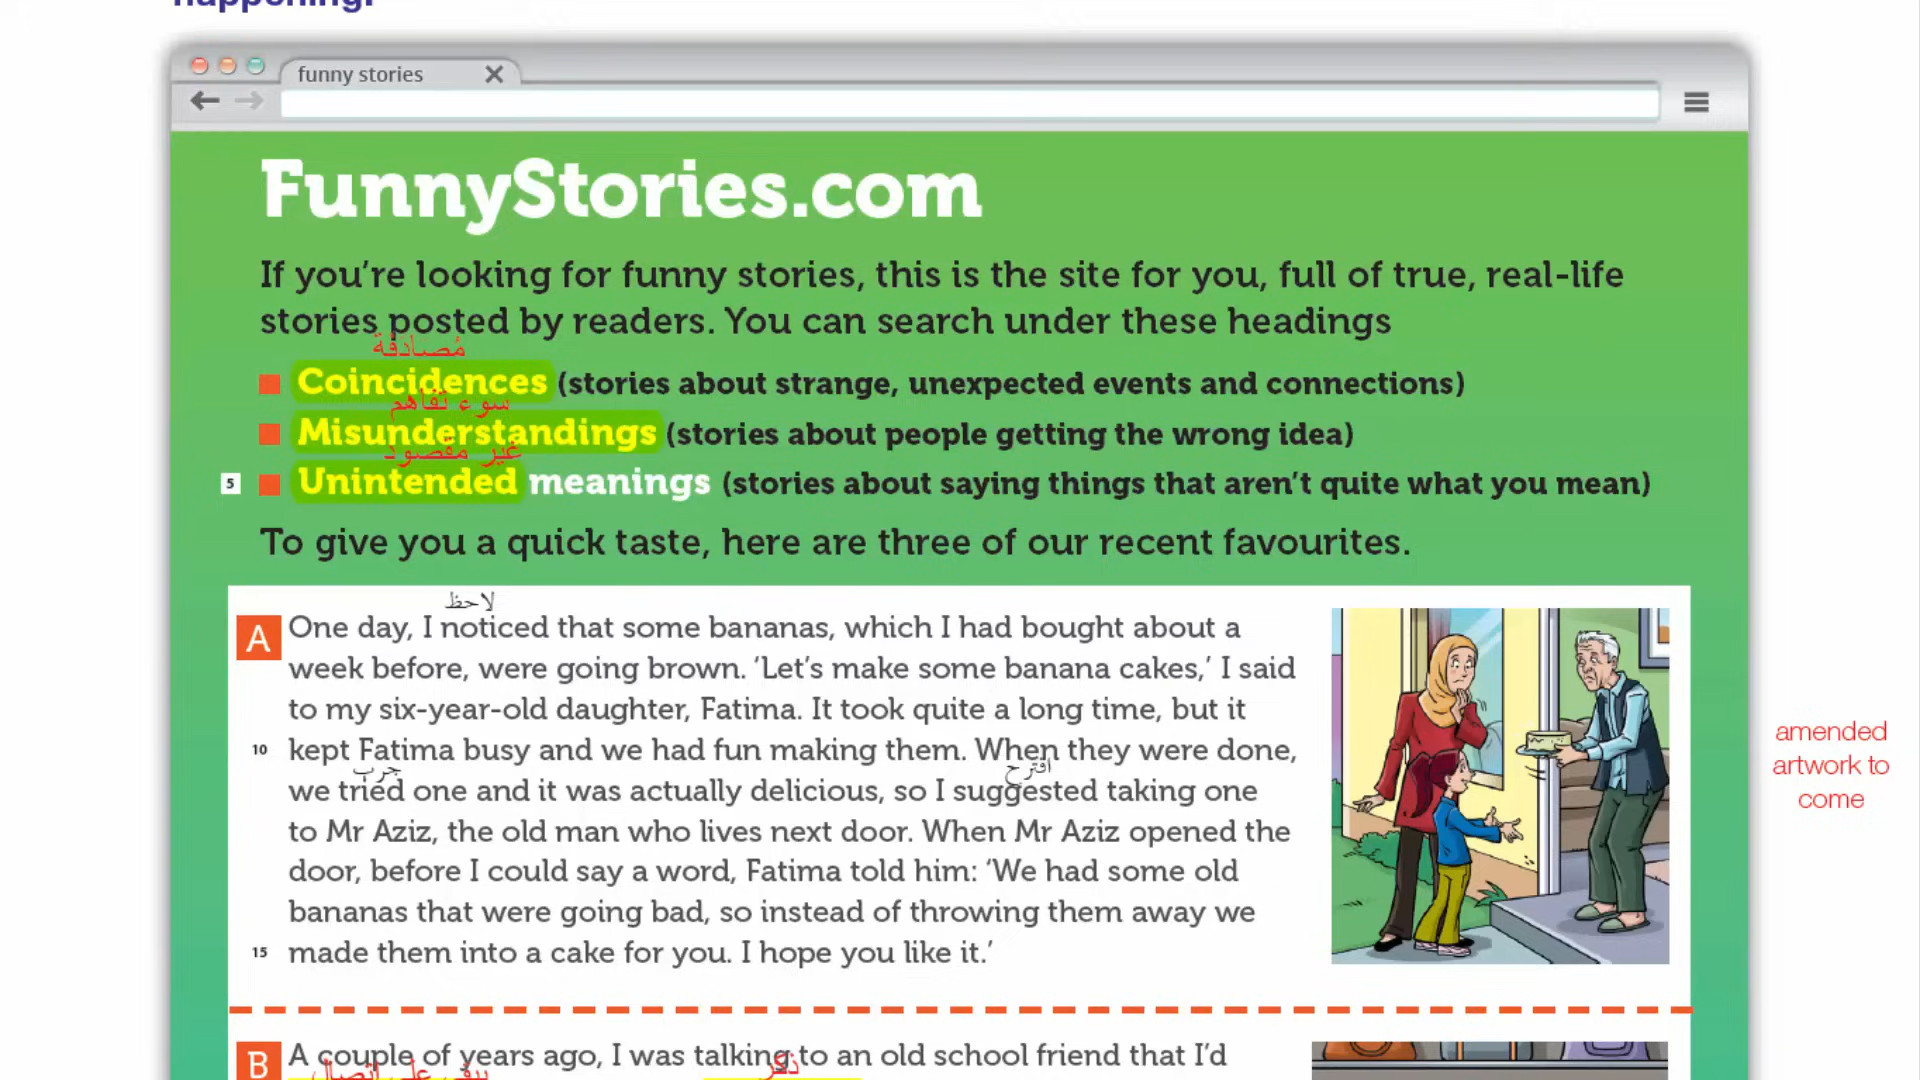 happening.
funny stories
FunnyStories.com
If you're looking for funny stories, this is the site for you, full of true, real-life
stories posted by readers. You can search under these headings
مُصادفة
Coincidences (stories about strange, unexpected events and connections)
سوء تفاهم
Misunderstandings (stories about people getting the wrong idea)
غير مقصود
5 Unintended meanings (stories about saying things that aren't quite what you mean)
To give you a quick taste, here are three of our recent favourites.
لاحظ
A One day, I noticed that some bananas, which I had bought about a
week before, were going brown. 'Let's make some banana cakes,' I said
to my six-year-old daughter, Fatima. It took quite a long time, but it
10 kept Fatima busy and we had fun making them. When they were done,
جرب اقترح
we tried one and it was actually delicious, so I suggested taking one
to Mr Aziz, the old man who lives next door. When Mr Aziz opened the
door, before I could say a word, Fatima told him: 'We had some old
bananas that were going bad, so instead of throwing them away we
15 made them into a cake for you. I hope you like it.'
amended
artwork to
come
B A couple of years ago, I was talking to an old school friend that I'd
يبقى على اتصال ذكر